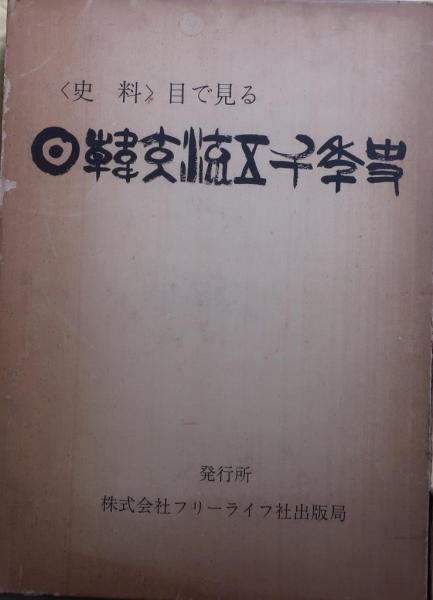 〈史　料〉目で見る
日韓交流五千年史
発行所
株式会社フリーライフ社出版局